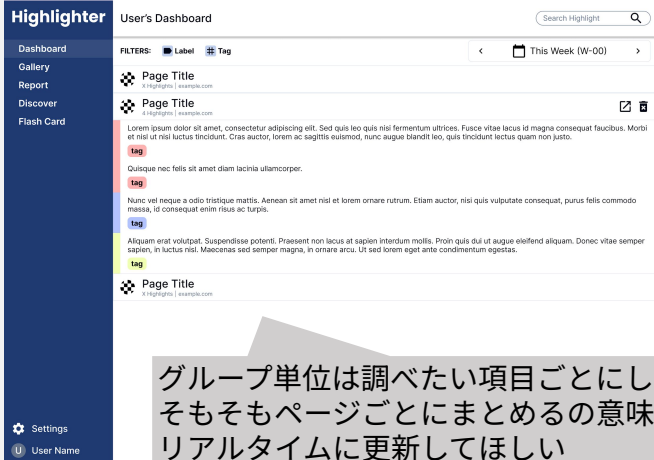 Highlighter
User's Dashboard
Search Highlight
Dashboard
Gallery
Report
Discover
Flash Card
FILTERS: Label # Tag
< This Week (W-00) >
Page Title
X Highlights | example.com
Page Title
4 Highlights | example.com
Lorem ipsum dolor sit amet, consectetur adipiscing elit. Sed quis leo quis nisi fermentum ultrices. Fusce vitae lacus id magna consequat faucibus. Morbi
et nisl ut nisi luctus tincidunt. Cras auctor, lorem ac sagittis euismod, nunc augue blandit leo, quis tincidunt lectus quam non justo.
tag
Quisque nec felis sit amet diam lacinia ullamcorper.
tag
Nunc vel neque a odio tristique mattis. Aenean sit amet nisl et lorem ornare rutrum. Etiam auctor, nisi quis vulputate consequat, purus felis commodo
massa, id consequat enim risus ac turpis.
tag
Aliquam erat volutpat. Suspendisse potenti. Praesent non lacus at sapien interdum mollis. Proin quis dui ut augue eleifend aliquam. Donec vitae semper
sapien, in luctus nisl. Maecenas sed semper magna, in ornare arcu. Ut sed lorem eget ante condimentum egestas.
tag
Page Title
X Highlights | example.com
グループ単位は調べたい項目ごとにし
そもそもページごとにまとめるの意味
リアルタイムに更新してほしい
Settings
U User Name